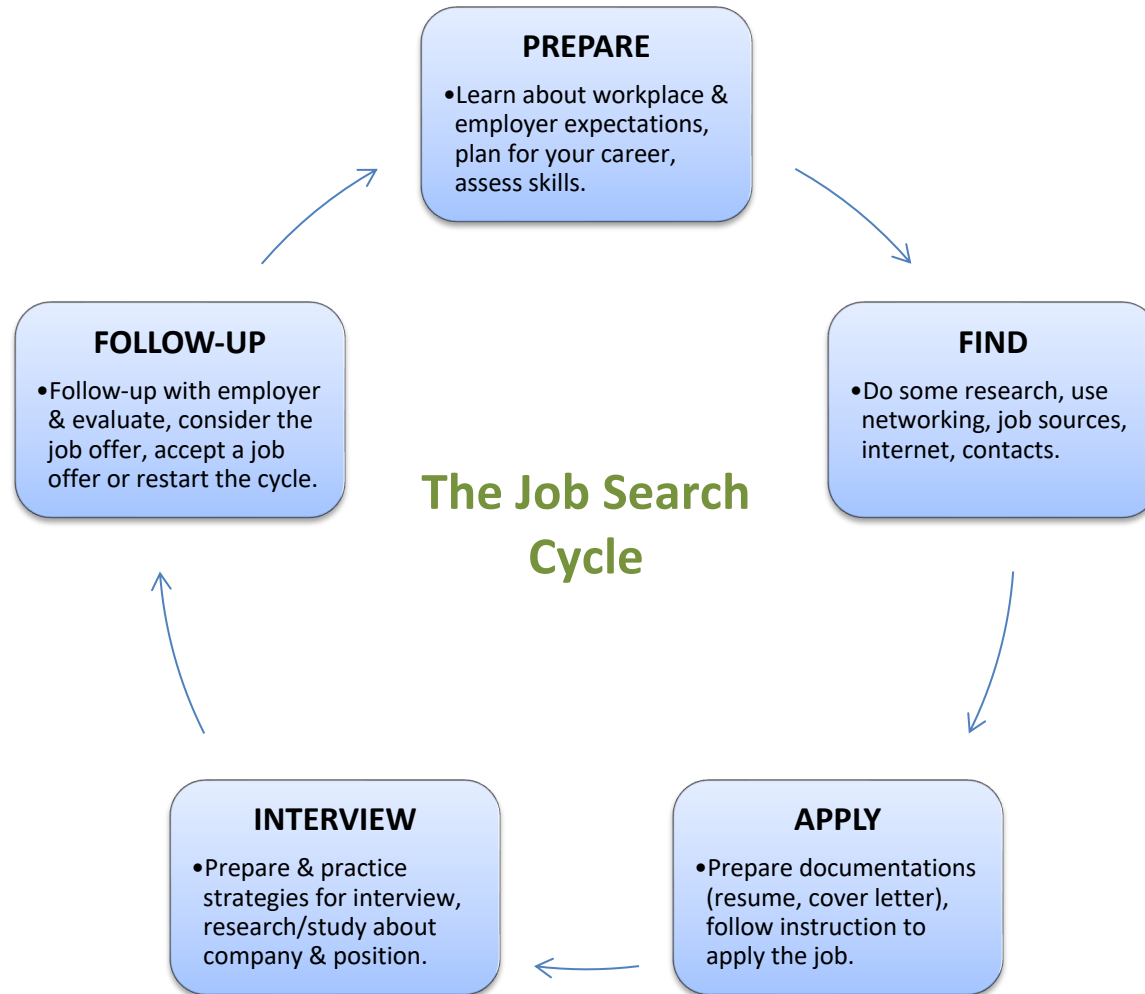 PREPARE
•Learn about workplace &
employer expectations,
plan for your career,
assess skills.
FIND
•Do some research, use
networking, job sources,
internet, contacts.
APPLY
•Prepare documentations
(resume, cover letter),
follow instruction to
apply the job.
INTERVIEW
•Prepare & practice
strategies for interview,
research/study about
company & position.
FOLLOW-UP
•Follow-up with employer
& evaluate, consider the
job offer, accept a job
offer or restart the cycle.
The Job Search
Cycle